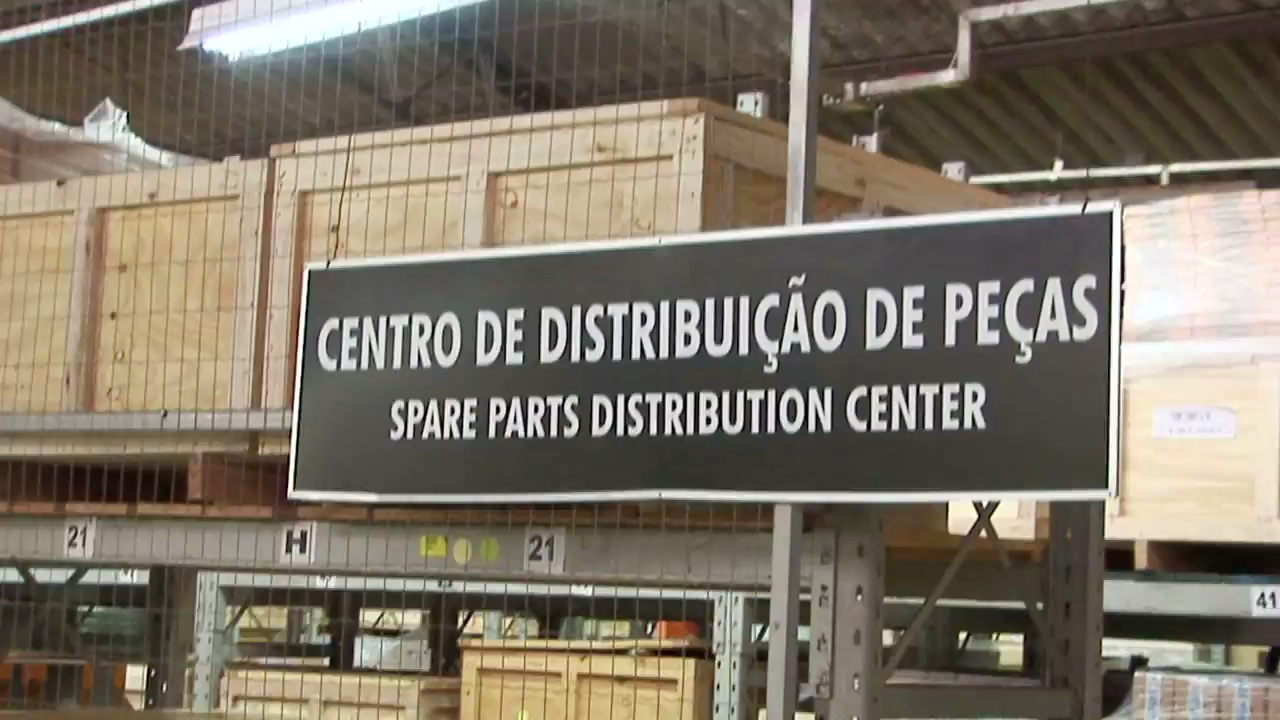 CENTRO DE DISTRIBUIÇÃO DE PEÇAS
SPARE PARTS DISTRIBUTION CENTER
21
H
21
41